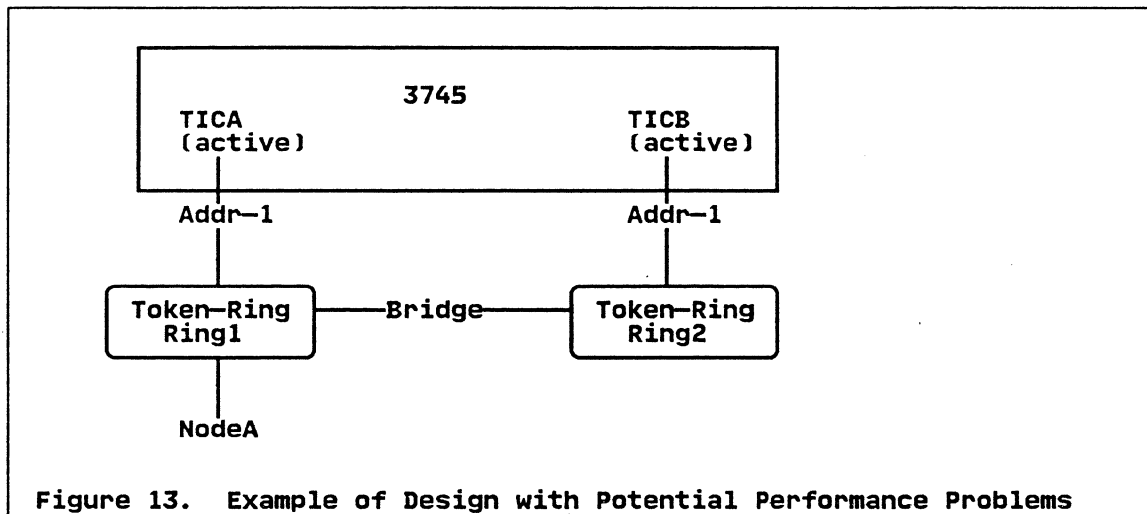 3745
TICA TICB
(active) (active)
Addr-1 Addr-1
Token-Ring Bridge Token-Ring
Ring1 Ring2
NodeA
Figure 13. Example of Design with Potential Performance Problems